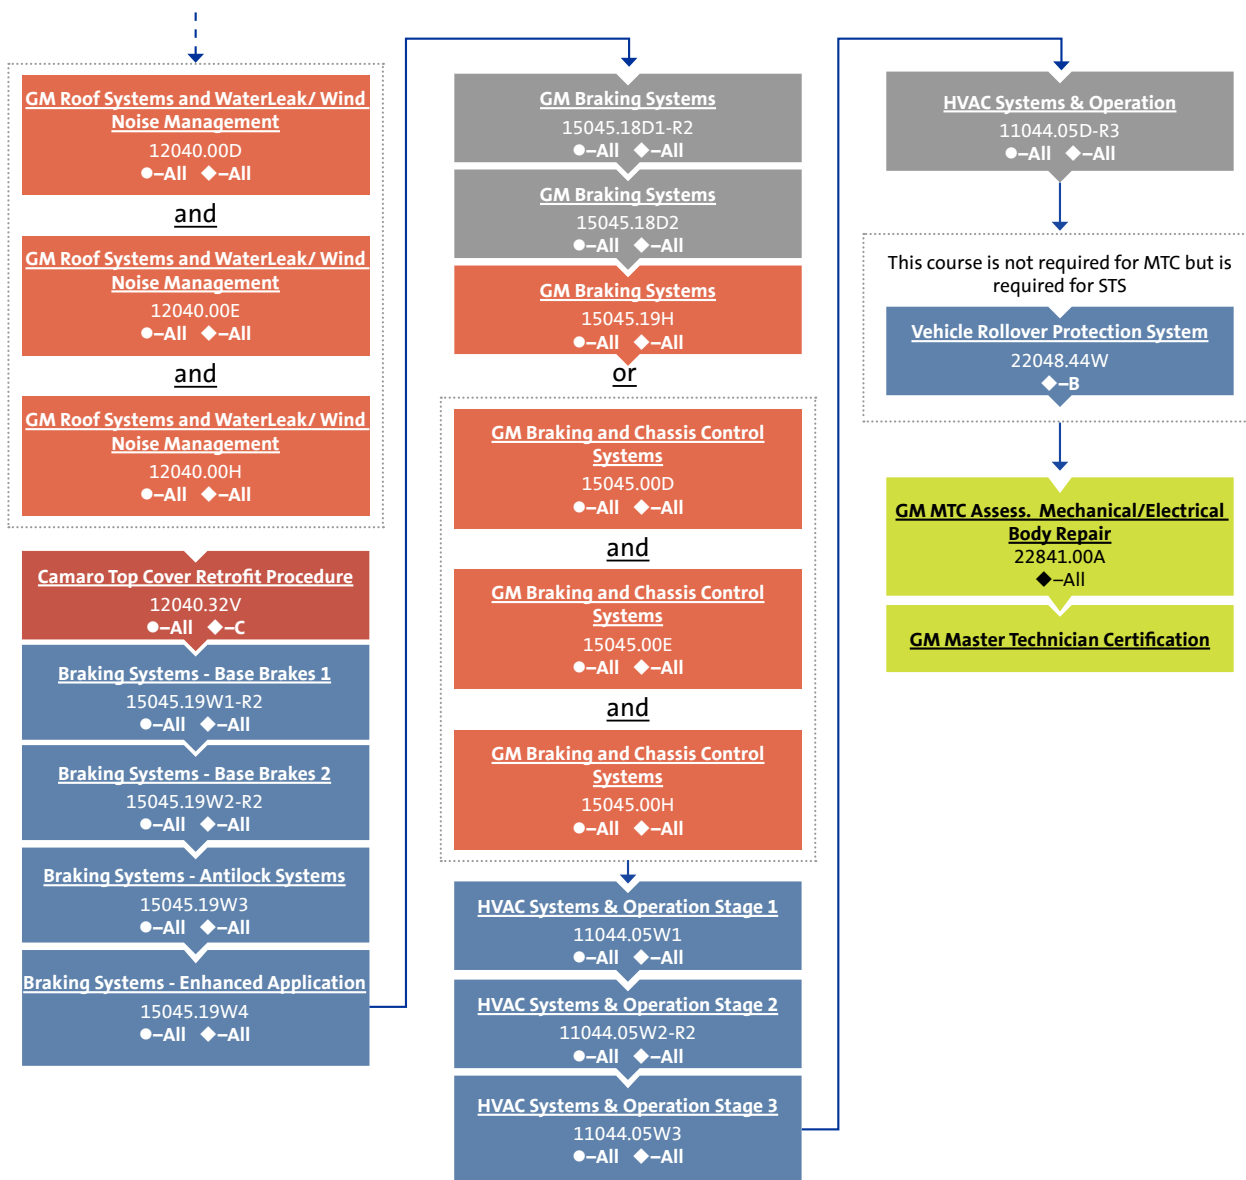 GM Roof Systems and WaterLeak/ Wind
Noise Management
12040.00D
●–All ◆–All
and
GM Roof Systems and WaterLeak/ Wind
Noise Management
12040.00E
●–All ◆–All
and
GM Roof Systems and WaterLeak/ Wind
Noise Management
12040.00H
●–All ◆–All
Camaro Top Cover Retrofit Procedure
12040.32V
●–All ◆–C
Braking Systems - Base Brakes 1
15045.19W1-R2
●–All ◆–All
Braking Systems - Base Brakes 2
15045.19W2-R2
●–All ◆–All
Braking Systems - Antilock Systems
15045.19W3
●–All ◆–All
Braking Systems - Enhanced Application
15045.19W4
●–All ◆–All
GM Braking Systems
15045.18D1-R2
●–All ◆–All
GM Braking Systems
15045.18D2
●–All ◆–All
GM Braking Systems
15045.19H
●–All ◆–All
or
GM Braking and Chassis Control
Systems
15045.00D
●–All ◆–All
and
GM Braking and Chassis Control
Systems
15045.00E
●–All ◆–All
and
GM Braking and Chassis Control
Systems
15045.00H
●–All ◆–All
HVAC Systems & Operation Stage 1
11044.05W1
●–All ◆–All
HVAC Systems & Operation Stage 2
11044.05W2-R2
●–All ◆–All
HVAC Systems & Operation Stage 3
11044.05W3
●–All ◆–All
HVAC Systems & Operation
11044.05D-R3
●–All ◆–All
This course is not required for MTC but is
required for STS
Vehicle Rollover Protection System
22048.44W
◆–B
GM MTC Assess. Mechanical/Electrical
Body Repair
22841.00A
◆–All
GM Master Technician Certification